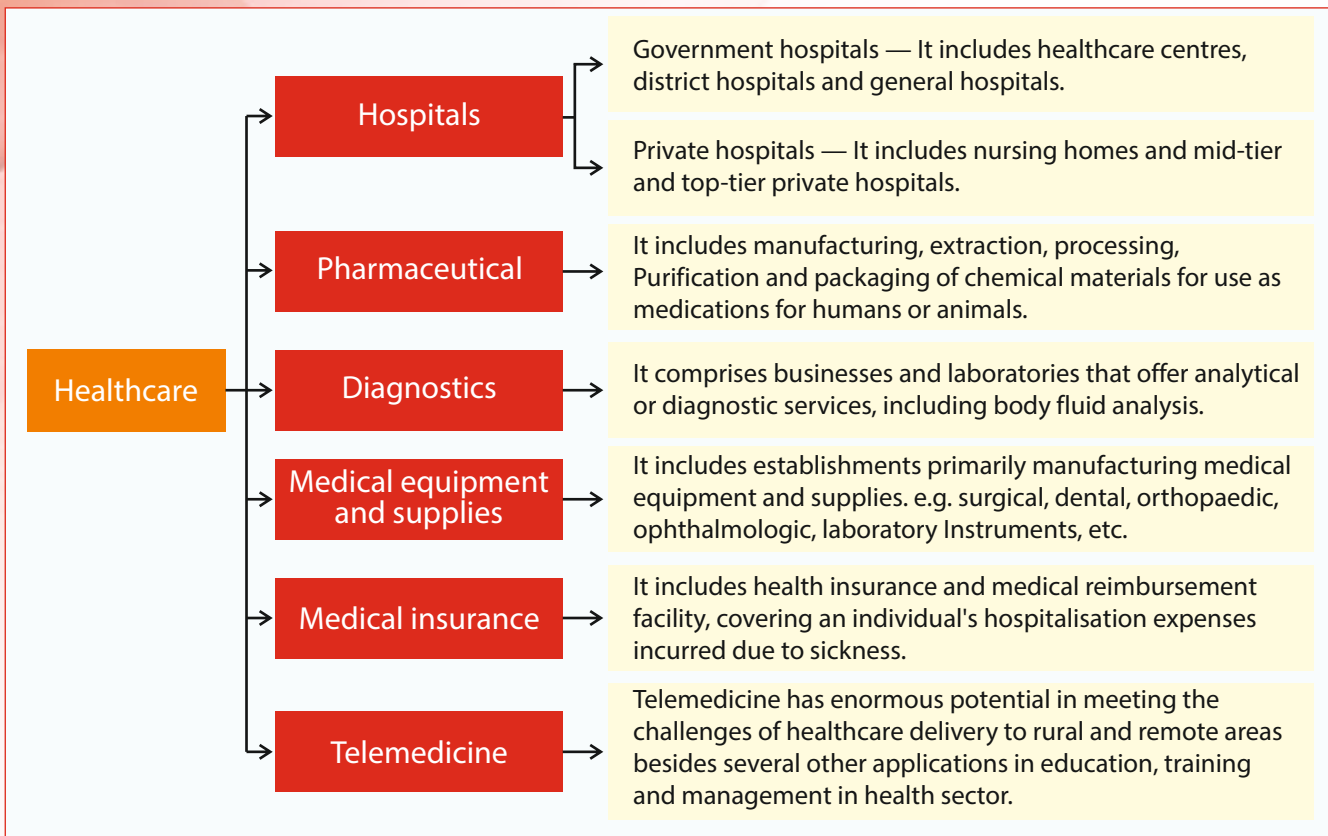 Healthcare
Hospitals
Government hospitals — It includes healthcare centres,
district hospitals and general hospitals.
Private hospitals — It includes nursing homes and mid-tier
and top-tier private hospitals.
Pharmaceutical
It includes manufacturing, extraction, processing,
Purification and packaging of chemical materials for use as
medications for humans or animals.
Diagnostics
It comprises businesses and laboratories that offer analytical
or diagnostic services, including body fluid analysis.
Medical equipment
and supplies
It includes establishments primarily manufacturing medical
equipment and supplies. e.g. surgical, dental, orthopaedic,
ophthalmologic, laboratory Instruments, etc.
Medical insurance
It includes health insurance and medical reimbursement
facility, covering an individual's hospitalisation expenses
incurred due to sickness.
Telemedicine
Telemedicine has enormous potential in meeting the
challenges of healthcare delivery to rural and remote areas
besides several other applications in education, training
and management in health sector.